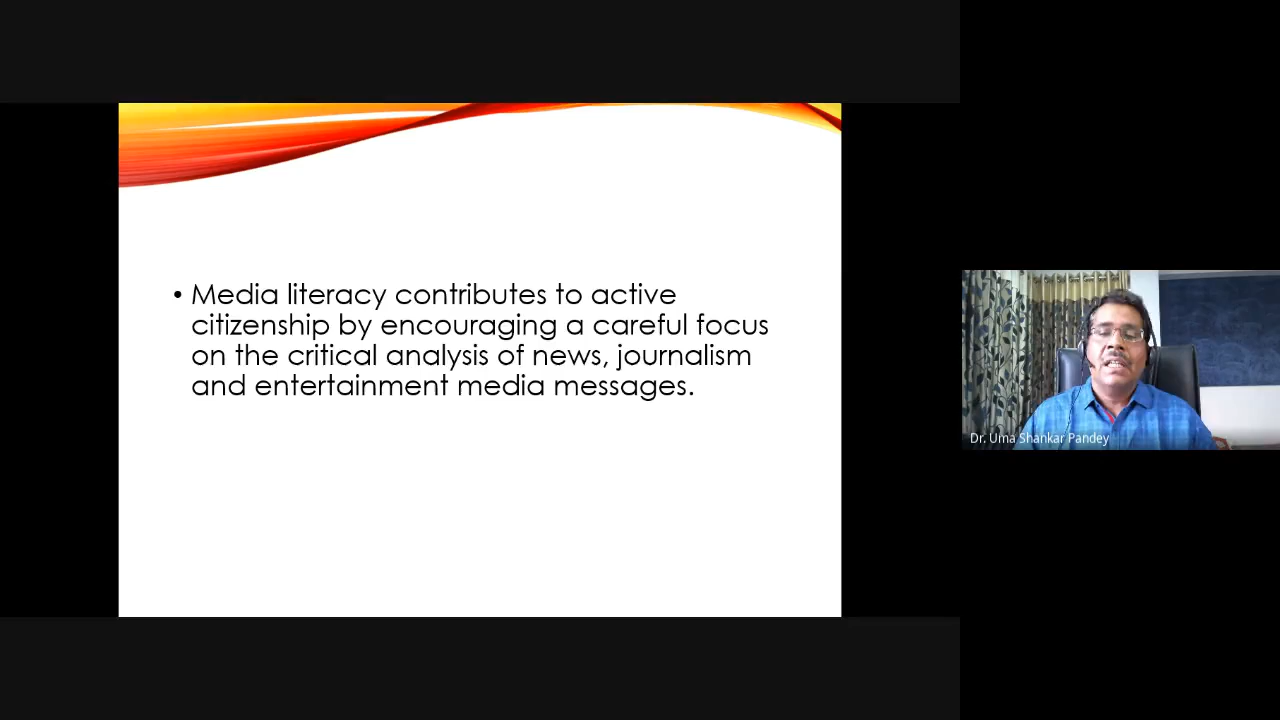 • Media literacy contributes to active
citizenship by encouraging a careful focus
on the critical analysis of news, journalism
and entertainment media messages.
Dr. Uma Shankar Pandey